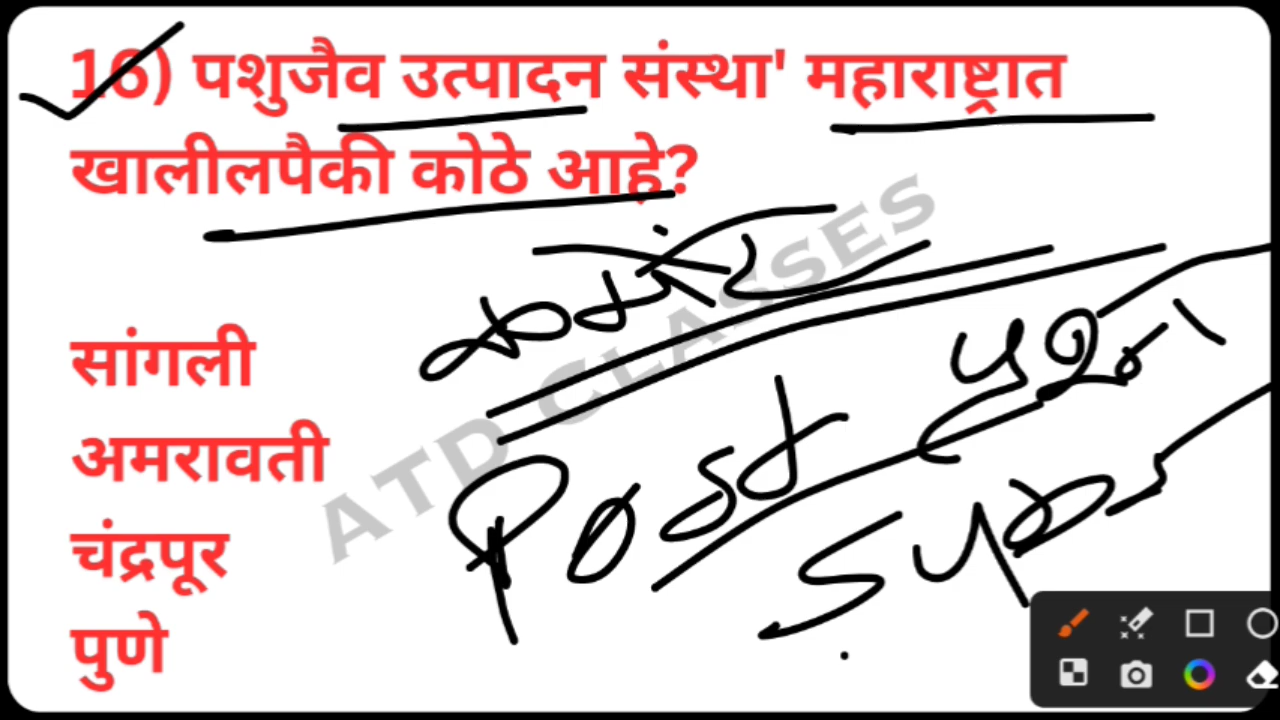 16) पशुजैव उत्पादन संस्था' महाराष्ट्रात
खालीलपैकी कोठे आहे?
सांगली
अमरावती
चंद्रपूर
पुणे
ATD CLASSES
Post